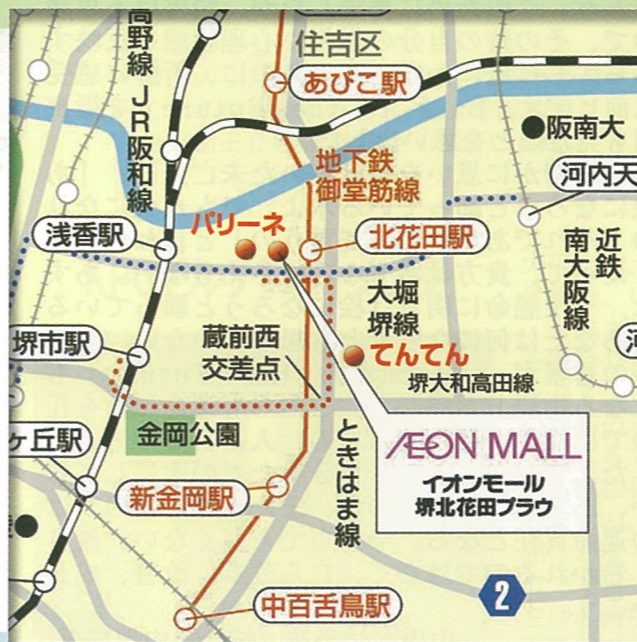 高野線
JR阪和線
住吉区
あびこ駅
阪南大
地下鉄
御堂筋線
河内天
パリーネ
浅香駅
北花田駅
近鉄
南大阪線
大堀
堺線
堺市駅
蔵前西
交差点
てんてん
堺大和高田線
河
金岡公園
ヶ丘駅
ときはま線
ÆON MALL
イオンモール
堺北花田プラウ
新金岡駅
中百舌鳥駅
2